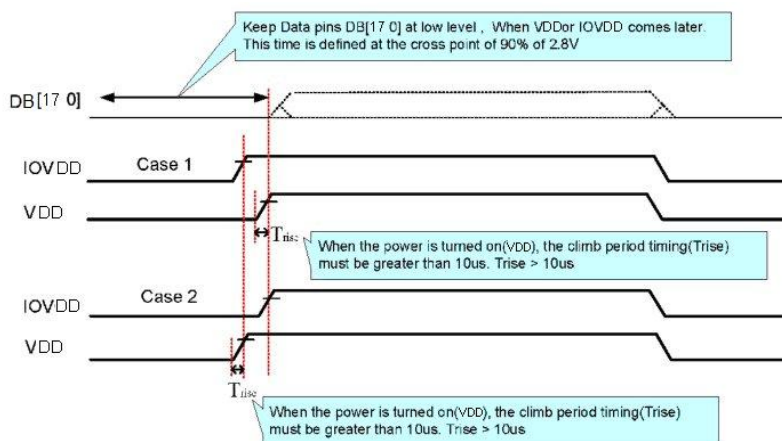 Keep Data pins DB[17 0] at low level , When VDDor IOVDD comes later.
This time is defined at the cross point of 90% of 2.8V
DB[17 0]
IOVDD
Case 1
VDD
Trise
When the power is turned on(VDD), the climb period timing(Trise)
must be greater than 10us. Trise > 10us
Case 2
IOVDD
VDD
Trise
When the power is turned on(VDD), the climb period timing(Trise)
must be greater than 10us. Trise > 10us